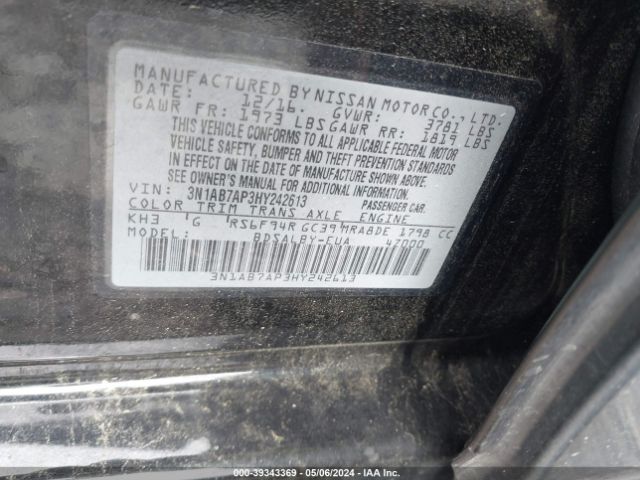 MANUFACTURED BY NISSAN MOTOR CO., LTD.
DATE: 12/16. GVWR: 3781 LBS
GAWR FR: 1973 LBS GAWR RR: 1819 LBS
THIS VEHICLE CONFORMS TO ALL APPLICABLE FEDERAL MOTOR
VEHICLE SAFETY, BUMPER AND THEFT PREVENTION STANDARDS
IN EFFECT ON THE DATE OF MANUFACTURE SHOWN ABOVE.
SEE OWNER'S MANUAL FOR ADDITIONAL INFORMATION.
VIN: 3N1AB7AP3HY242613 PASSENGER CAR
COLOR TRIM TRANS AXLE ENGINE
KH3 G RS6F94R GC39 MRA8DE 1798 CC
MODEL: BDSALBY-EUA 47000
3N1AB7AP3HY242613
000-39343369 - 05/06/2024 - IAA Inc.